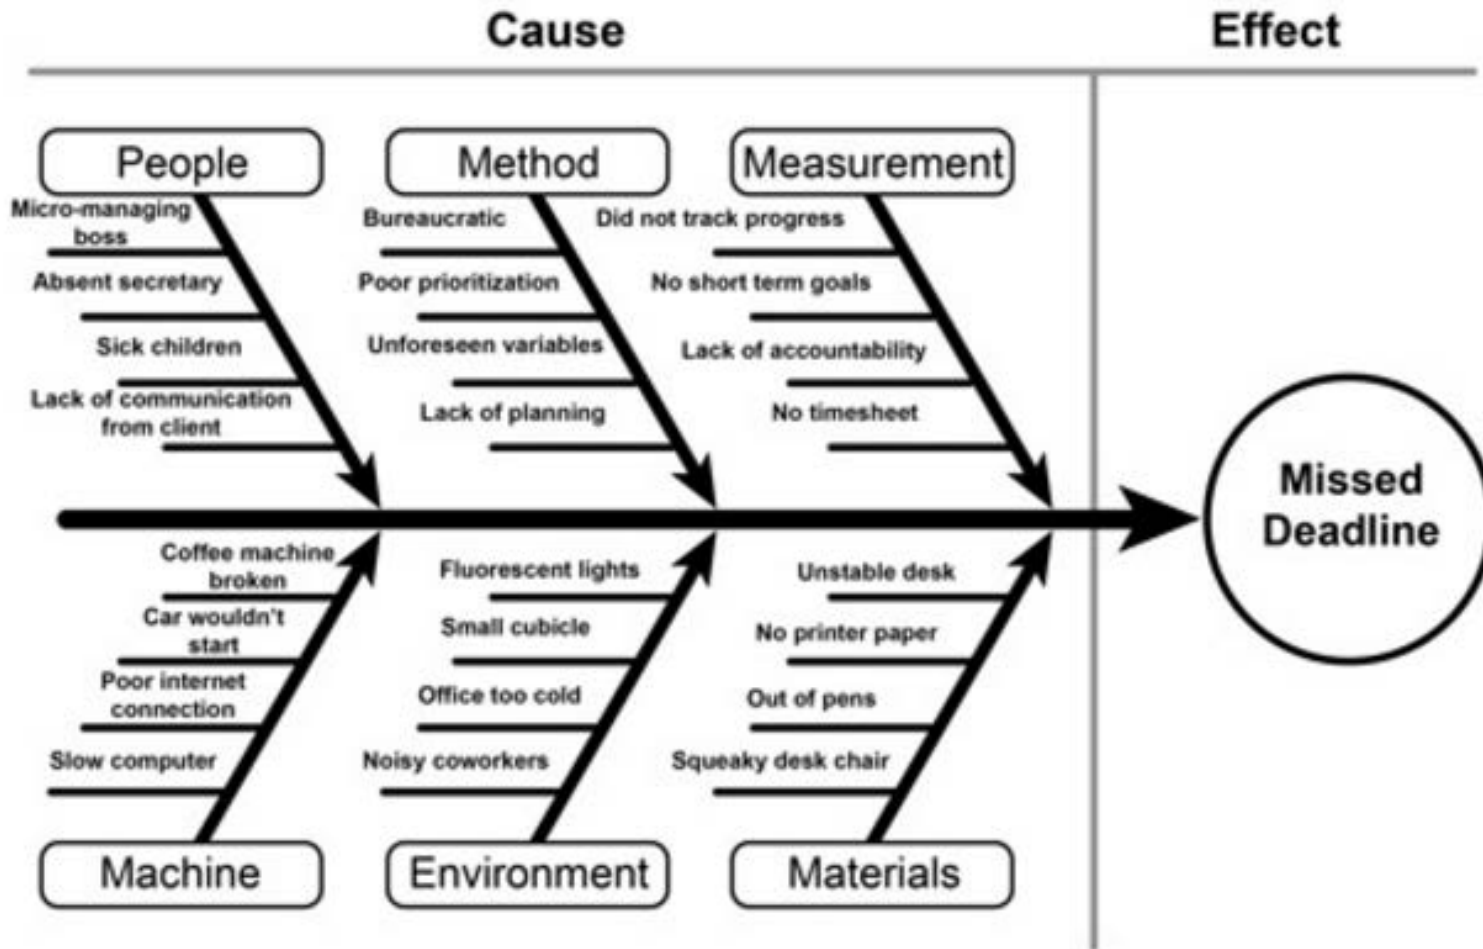 Cause
Effect
People
Method
Measurement
Micro-managing
boss
Absent secretary
Sick children
Lack of communication
from client
Bureaucratic
Poor prioritization
Unforeseen variables
Lack of planning
Did not track progress
No short term goals
Lack of accountability
No timesheet
Missed
Deadline
Coffee machine
broken
Car wouldn't
start
Poor internet
connection
Slow computer
Fluorescent lights
Small cubicle
Office too cold
Noisy coworkers
Unstable desk
No printer paper
Out of pens
Squeaky desk chair
Machine
Environment
Materials